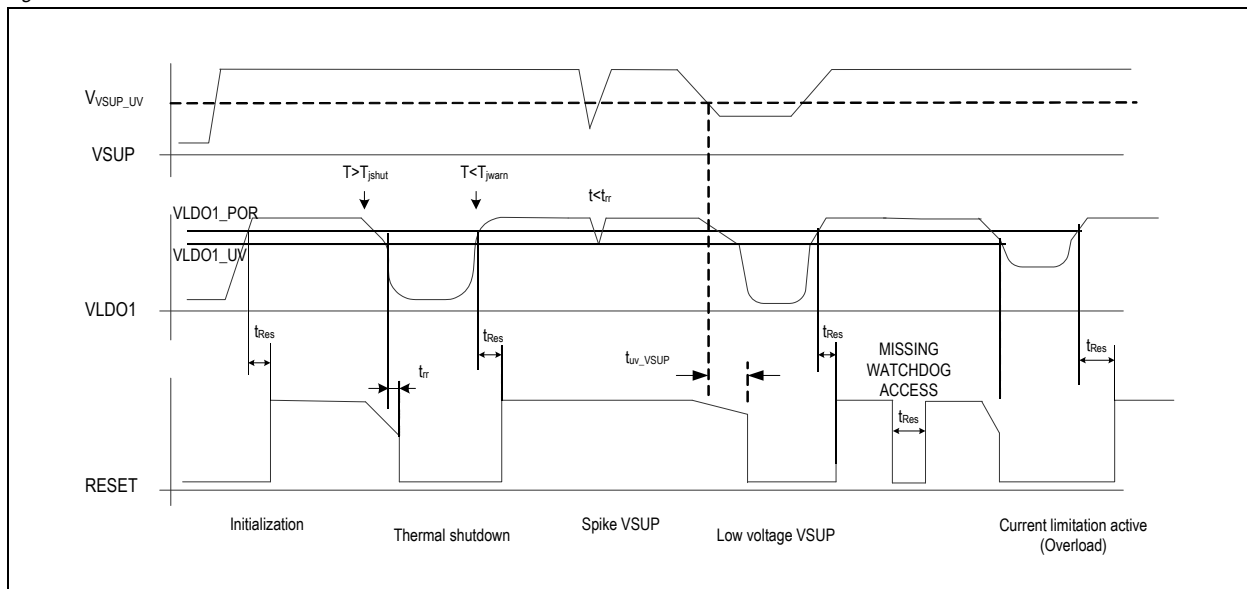 VVSUP_UV
VSUP
T>Tjshut
T<Tjwarn
t<trr
VLDO1_POR
VLDO1_UV
VLDO1
tRes
trr
tRes
tuv_VSUP
tRes
MISSING
WATCHDOG
ACCESS
tRes
tRes
RESET
Initialization
Thermal shutdown
Spike VSUP
Low voltage VSUP
Current limitation active
(Overload)